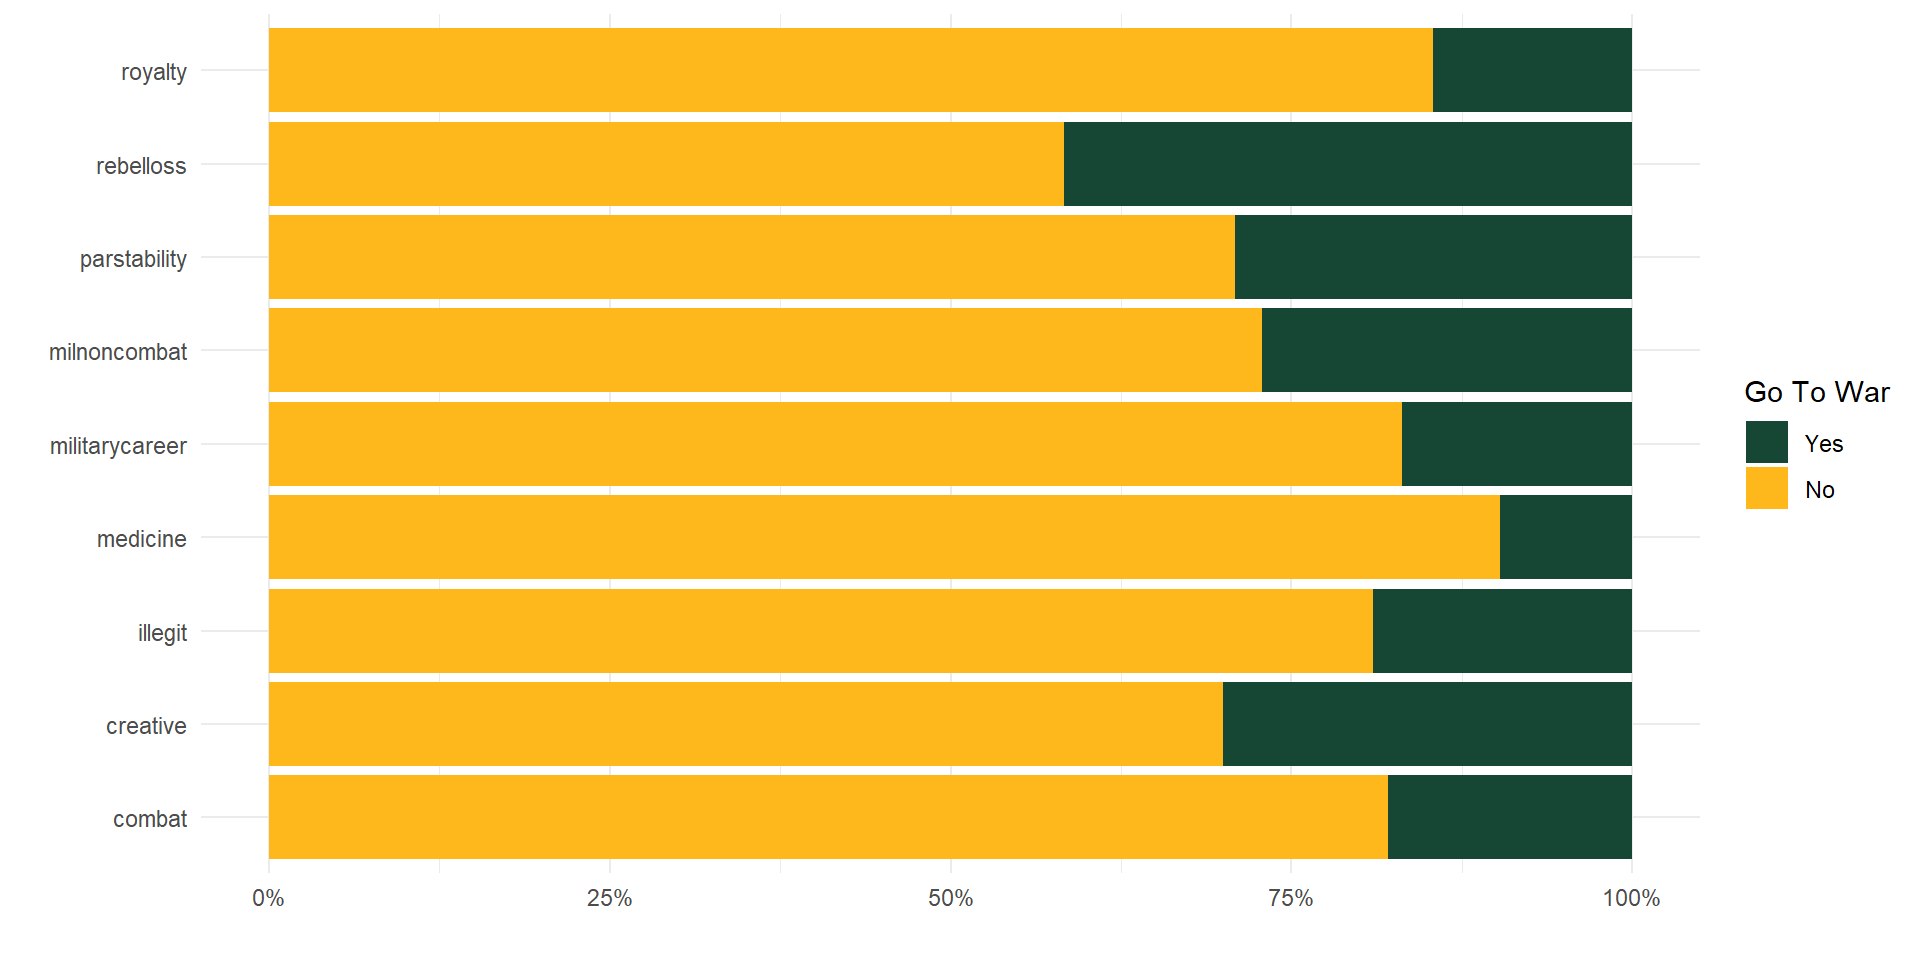 royalty
rebelloss
parstability
milnoncombat
militarycareer
medicine
illegit
creative
combat
0% 25% 50% 75% 100%
Go To War
Yes
No